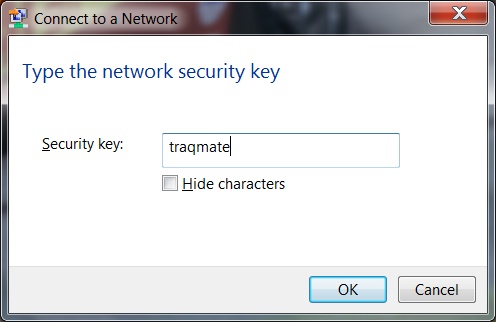 Connect to a Network
Type the network security key
Security key: traqmate
Hide characters
OK Cancel